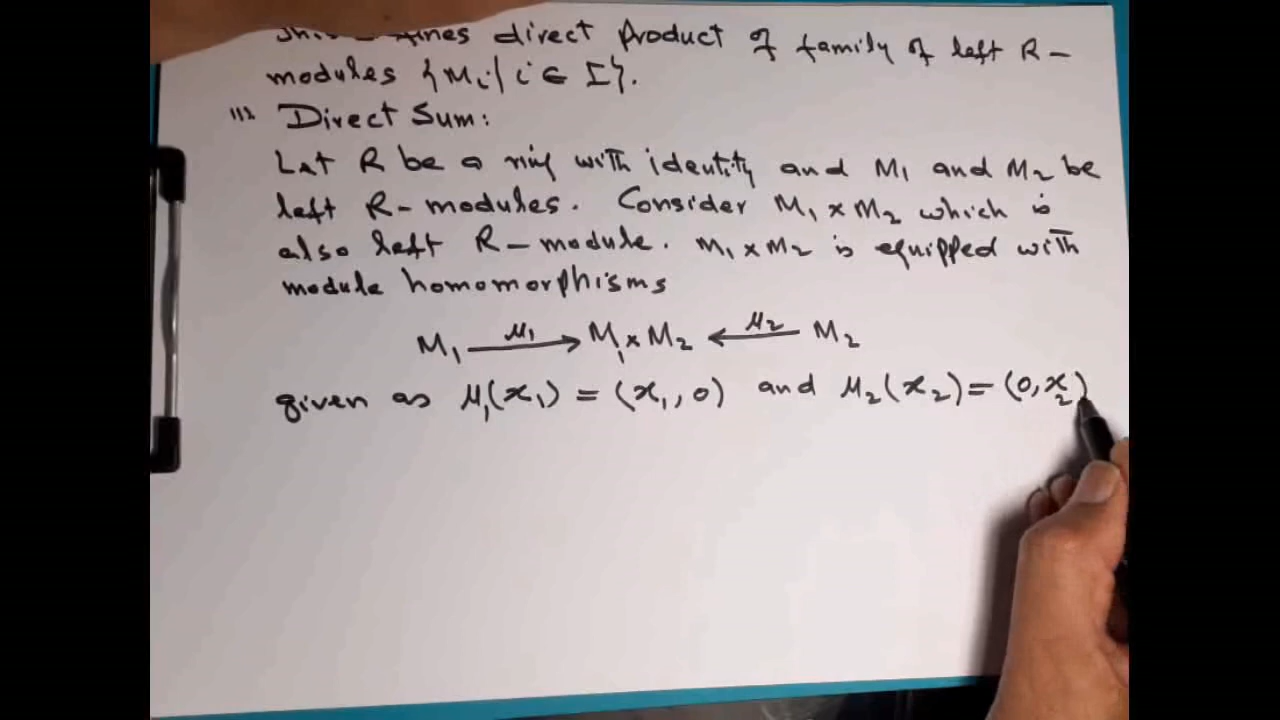 defines direct product of family of left R-
modules {Mi | i ∈ I}.
iii) Direct Sum:
Let R be a ring with identity and M1 and M2 be
left R-modules. Consider M1 × M2 which is
also left R-module. M1 × M2 is equipped with
module homomorphisms
M1 —μ1→ M1 × M2 ←μ2— M2
given as μ1(x1) = (x1, 0) and μ2(x2) = (0, x2)